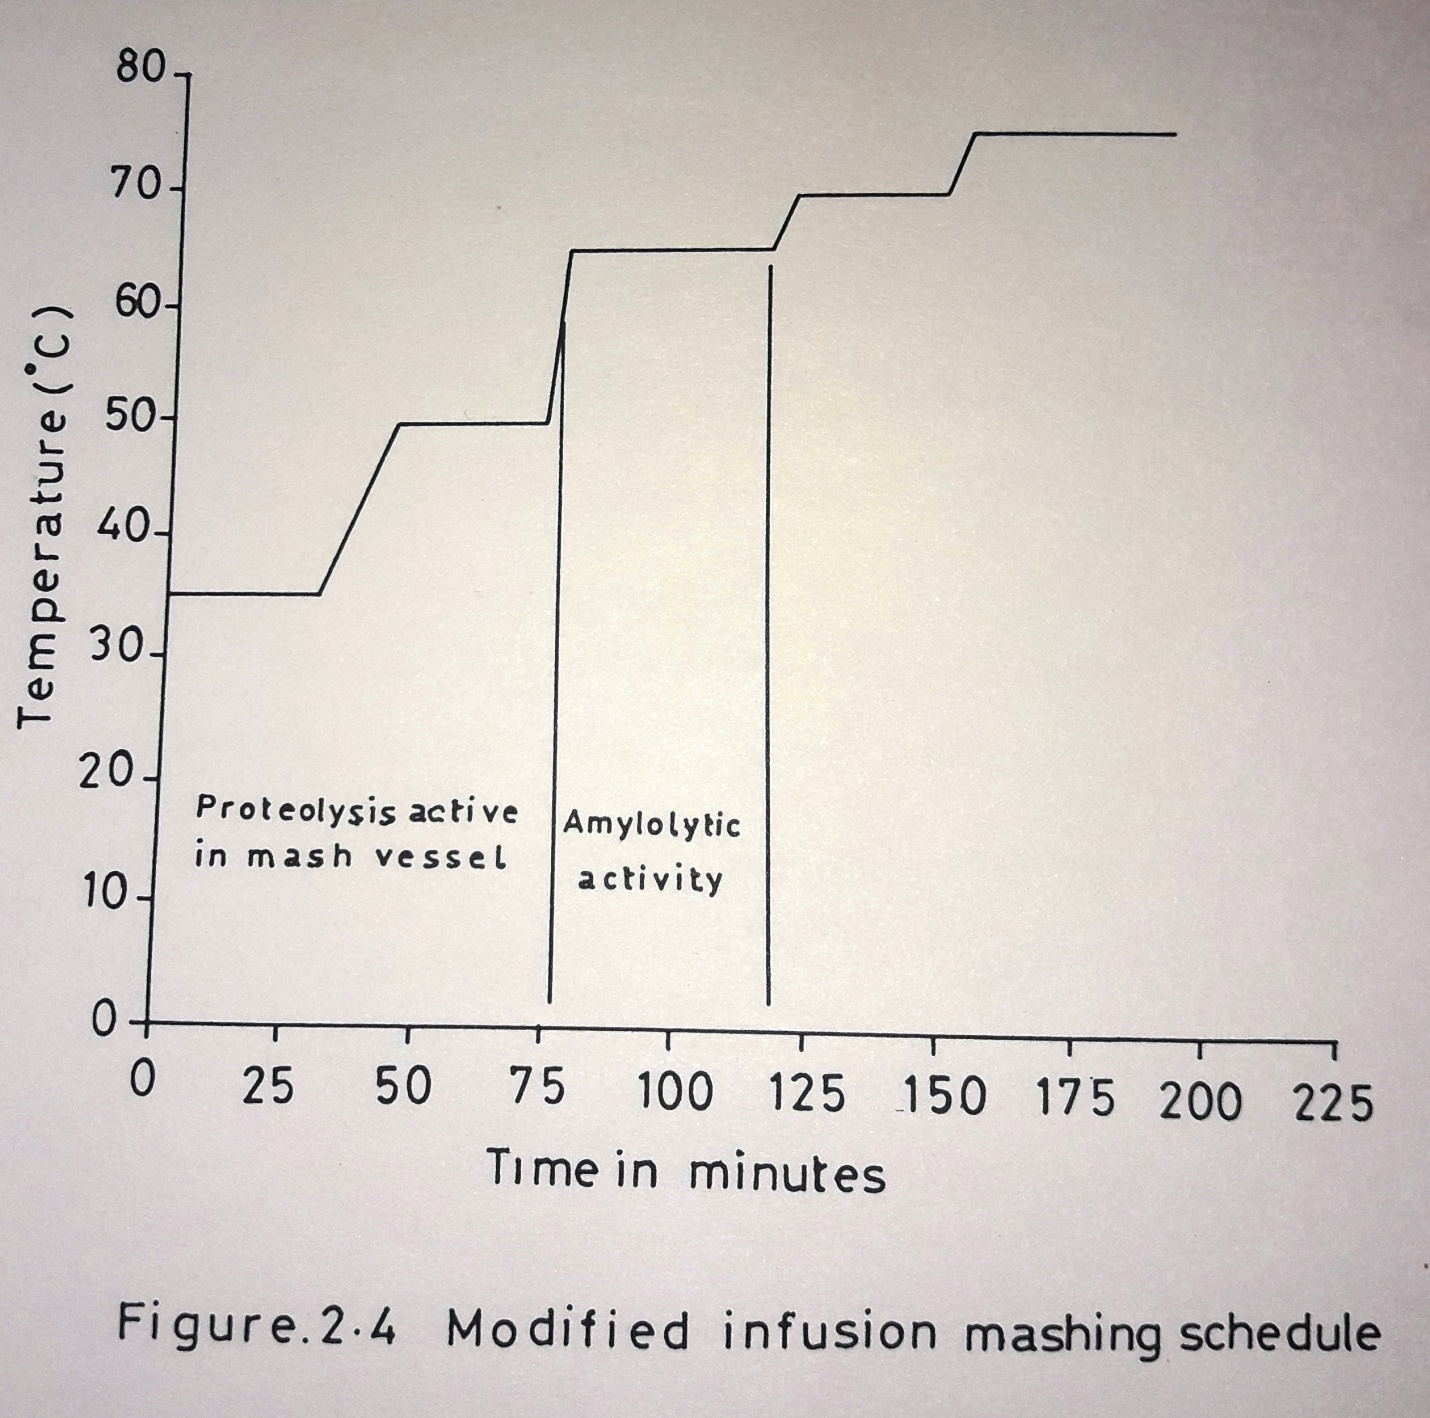 80
70
60
50
40
30
20
10
0
Temperature (°C)
Proteolysis active
in mash vessel
Amylolytic
activity
0 25 50 75 100 125 150 175 200 225
Time in minutes
Figure.2.4 Modified infusion mashing schedule